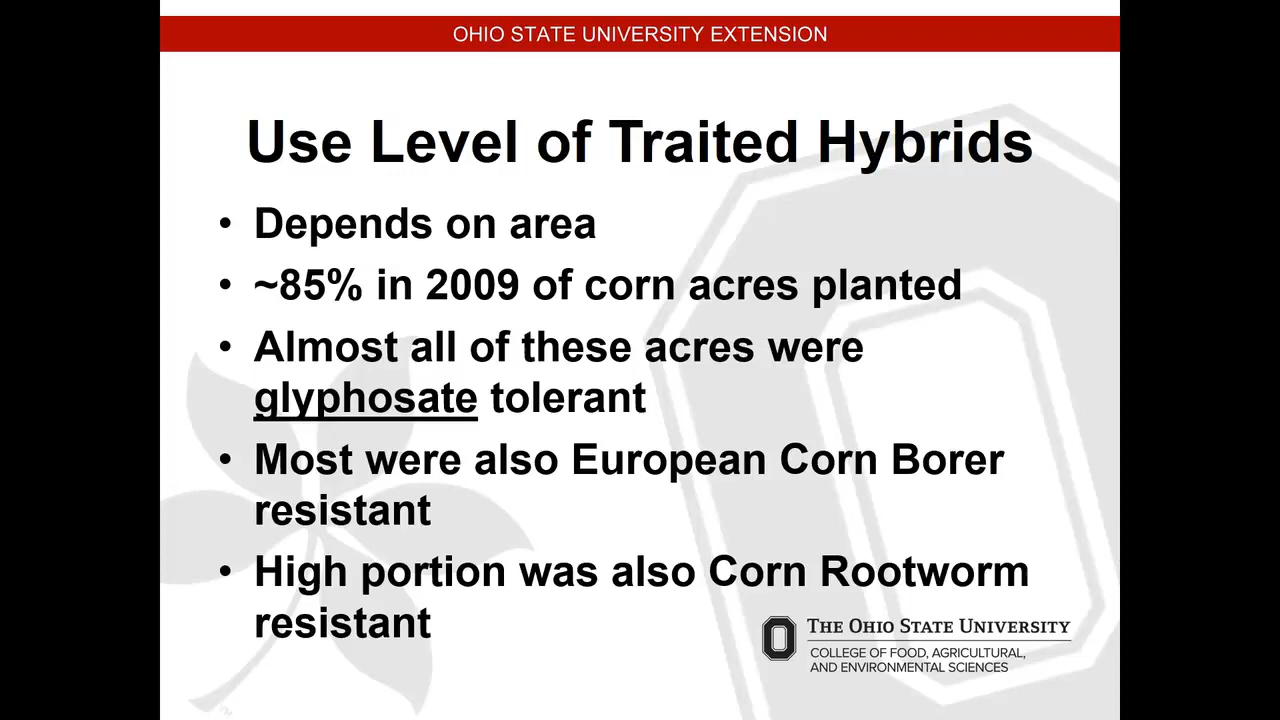 OHIO STATE UNIVERSITY EXTENSION
Use Level of Traited Hybrids
• Depends on area
• ~85% in 2009 of corn acres planted
• Almost all of these acres were
glyphosate tolerant
• Most were also European Corn Borer
resistant
• High portion was also Corn Rootworm
resistant
THE OHIO STATE UNIVERSITY
COLLEGE OF FOOD, AGRICULTURAL,
AND ENVIRONMENTAL SCIENCES
TM